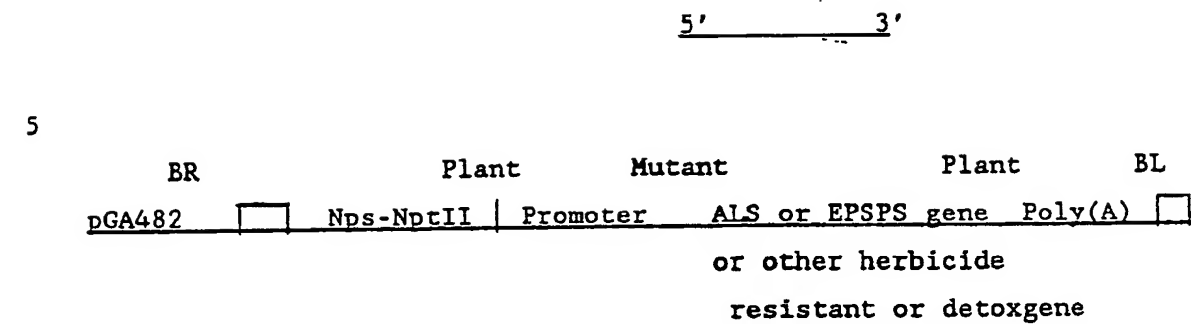 5' 3'
5
BR Plant Mutant Plant BL
pGA482 Nps-NptII Promoter ALS or EPSPS gene Poly(A)
or other herbicide
resistant or detoxgene